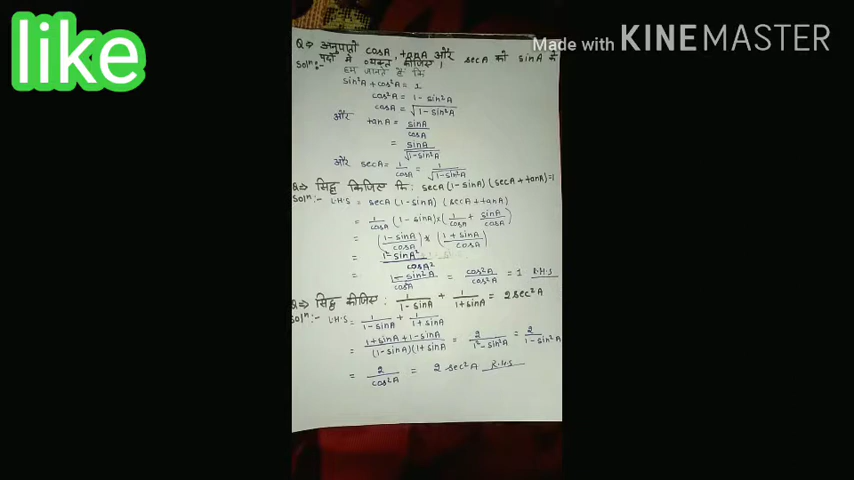 like
Made with KINEMASTER
Q⇒ अनुपातो cosA, tanA और secA को sinA के
पदों में व्यक्त कीजिए।
Solⁿ:- हम जानते है कि
sin²A + cos²A = 1
cos²A = 1 - sin²A
cosA = √1 - sin²A
और tanA = sinA/cosA
= sinA/√1-sin²A
और secA = 1/cosA = 1/√1-sin²A
Q⇒ सिद्ध कीजिए कि: secA(1-sinA)(secA+tanA)=1
Solⁿ:- L.H.S = secA(1-sinA)(secA+tanA)
= 1/cosA (1-sinA)×(1/cosA + sinA/cosA)
= (1-sinA/cosA) × (1+sinA/cosA)
= 1²-sinA²/cosA²
= 1-sin²A/cos²A = cos²A/cos²A = 1 R.H.S
Q⇒ सिद्ध कीजिए: 1/1-sinA + 1/1+sinA = 2sec²A
Solⁿ:- L.H.S = 1/1-sinA + 1/1+sinA
= 1+sinA+1-sinA/(1-sinA)(1+sinA = 2/1²-sin²A = 2/1-sin²A
= 2/cos²A = 2sec²A R.H.S